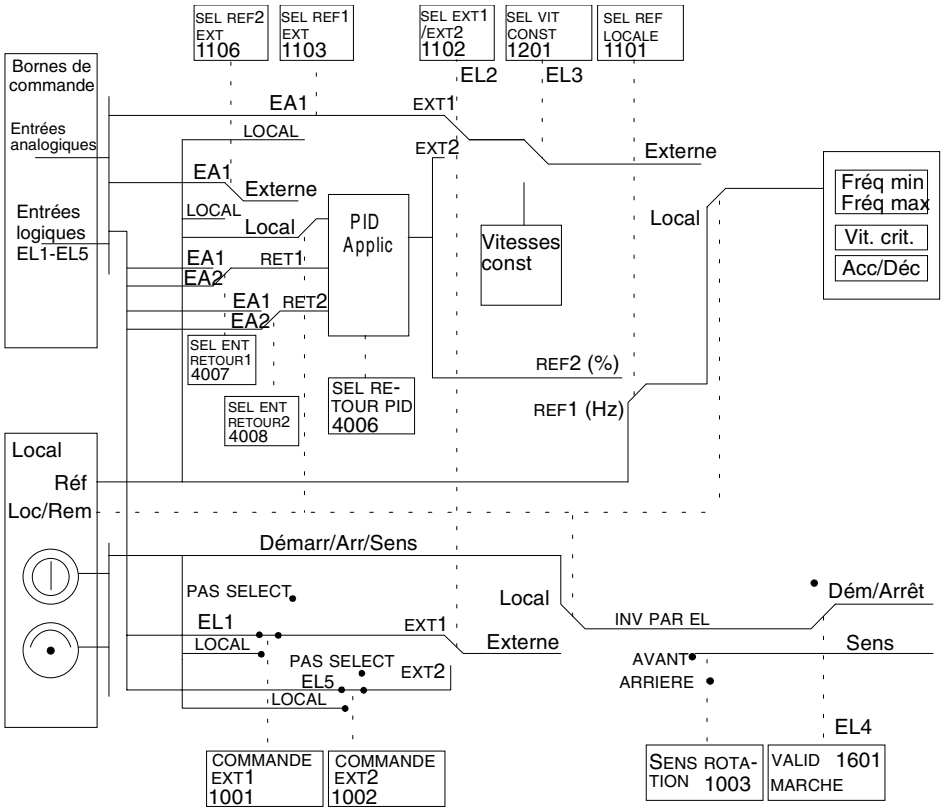 SEL REF2
EXT
1106
SEL REF1
EXT
1103
SEL EXT1
/EXT2
1102
SEL VIT
CONST
1201
SEL REF
LOCALE
1101
EL2
EL3
Bornes de
commande
Entrées
analogiques
Entrées
logiques
EL1-EL5
EA1
EXT1
LOCAL
EXT2
Externe
EA1
Externe
LOCAL
Local
PID
Applic
Vitesses
const
Local
Fréq min
Fréq max
Vit. crit.
Acc/Déc
EA1
RET1
EA2
EA1
RET2
EA2
SEL ENT
RETOUR1
4007
SEL ENT
RETOUR2
4008
SEL RE-
TOUR PID
4006
REF2 (%)
REF1 (Hz)
Local
Réf
Loc/Rem
Démarr/Arr/Sens
PAS SELECT
EL1
LOCAL
EXT1
Externe
Local
INV PAR EL
Dém/Arrêt
Sens
PAS SELECT
EL5
EXT2
LOCAL
AVANT
ARRIERE
EL4
COMMANDE
EXT1
1001
COMMANDE
EXT2
1002
SENS ROTA-
TION 1003
VALID 1601
MARCHE